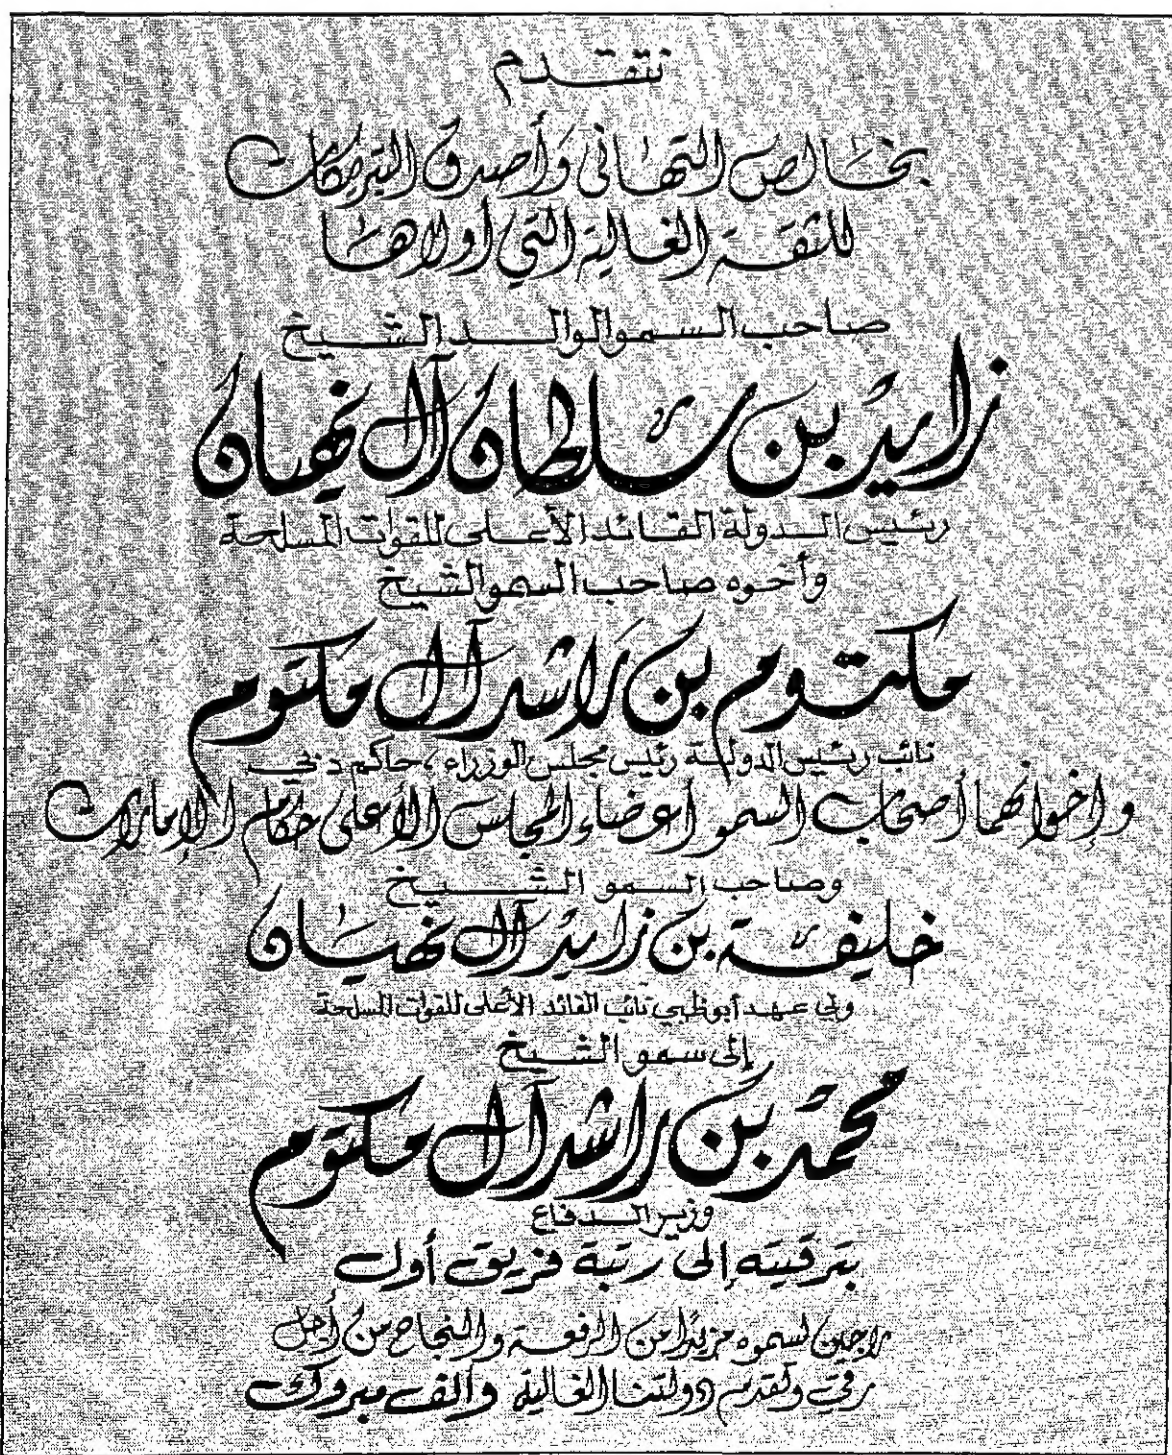 نتقدم
بخالص التهاني وأصدق التبريكات
للثقة الغالية التي أولاها
صاحب السمو الوالد الشيخ
زايد بن سلطان آل نهيان
رئيس الدولة القائد الأعلى للقوات المسلحة
وأخوه صاحب السمو الشيخ
مكتوم بن راشد آل مكتوم
نائب رئيس الدولة رئيس مجلس الوزراء، حاكم دبي
وإخوانهما أصحاب السمو أعضاء المجلس الأعلى حكام الإمارات
وصاحب السمو الشيخ
خليفة بن زايد آل نهيان
ولي عهد أبوظبي نائب القائد الأعلى للقوات المسلحة
إلى سمو الشيخ
محمد بن راشد آل مكتوم
وزير الدفاع
بترقيته إلى رتبة فريق أول
راجين لسموه مزيدا من الرفعة والنجاح من أجل
رقي وتقدم دولتنا الغالية وألف مبروك